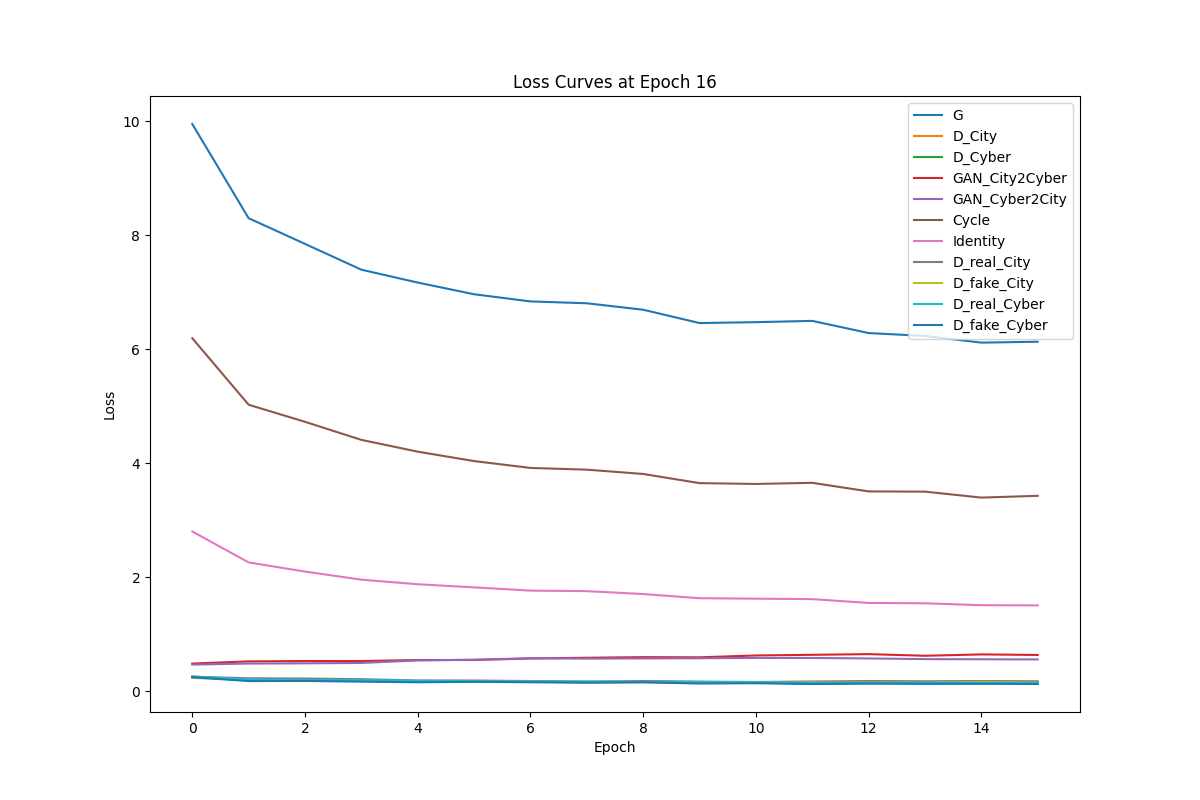 Loss Curves at Epoch 16
10
8
6
4
2
0
Loss
0 2 4 6 8 10 12 14
Epoch
G
D_City
D_Cyber
GAN_City2Cyber
GAN_Cyber2City
Cycle
Identity
D_real_City
D_fake_City
D_real_Cyber
D_fake_Cyber